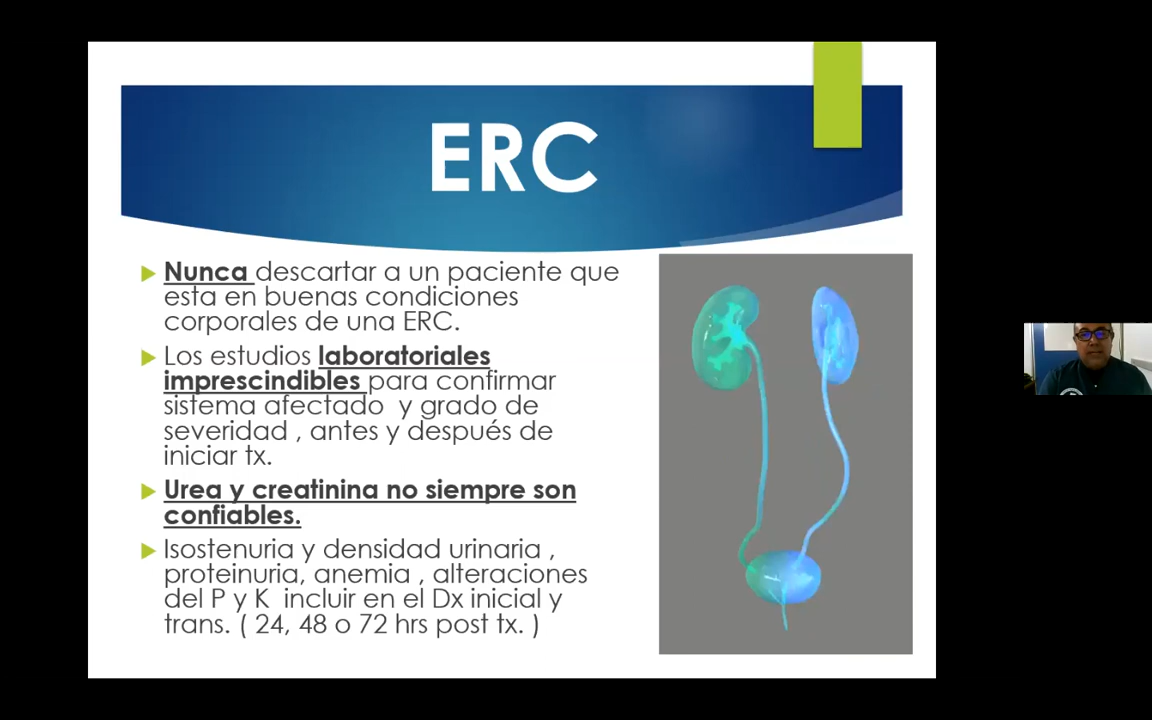 ERC
Nunca descartar a un paciente que
esta en buenas condiciones
corporales de una ERC.
Los estudios laboratoriales
imprescindibles para confirmar
sistema afectado y grado de
severidad , antes y después de
iniciar tx.
Urea y creatinina no siempre son
confiables.
Isostenuria y densidad urinaria ,
proteinuria, anemia , alteraciones
del P y K incluir en el Dx inicial y
trans. ( 24, 48 o 72 hrs post tx. )